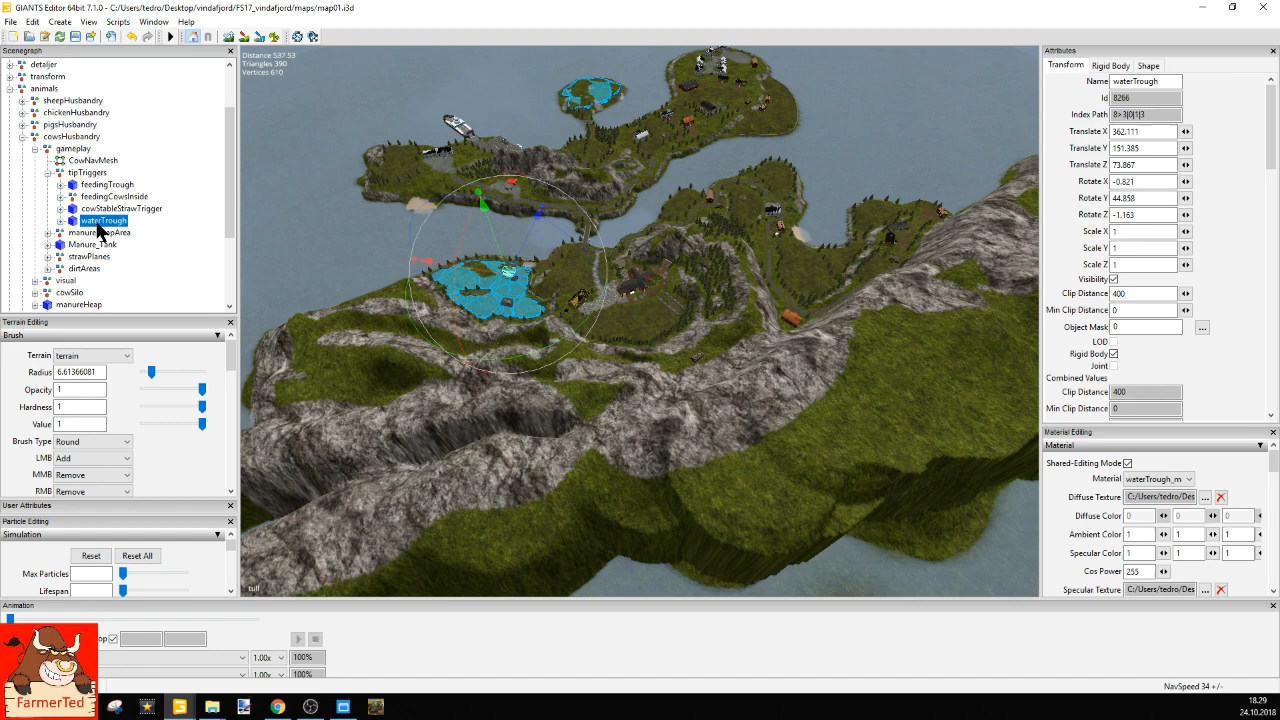 GIANTS Editor 64bit 7.1.0 - C:/Users/tedro/Desktop/vindafjord/FS17_vindafjord/maps/map01.i3d
File Edit Create View Scripts Window Help
Scenegraph
detaljer
transform
animals
sheepHusbandry
chickenHusbandry
pigsHusbandry
cowsHusbandry
gameplay
CowNavMesh
tipTriggers
feedingTrough
feedingCowsInside
cowStableStrawTrigger
waterTrough
Manure_Tank
strawPlanes
dirtAreas
visual
cowSilo
manureHeap
Terrain Editing
Brush
Terrain terrain
Radius 6.61366081
Opacity 1
Hardness 1
Value 1
Brush Type Round
LMB Add
MMB Remove
RMB Remove
User Attributes
Particle Editing
Simulation
Reset Reset All
Max Particles
Lifespan
Distance 537.53
Triangles 390
Vertices 610
tull
Attributes
Transform Rigid Body Shape
Name waterTrough
Id 8266
Index Path 8>3|0|1|3
Translate X 362.111
Translate Y 151.385
Translate Z 73.867
Rotate X -0.821
Rotate Y 44.858
Rotate Z -1.163
Scale X 1
Scale Y 1
Scale Z 1
Visibility
Clip Distance 400
Min Clip Distance 0
Object Mask 0 ...
LOD
Rigid Body
Joint
Combined Values
Clip Distance 400
Min Clip Distance 0
Material Editing
Material
Shared-Editing Mode
Material waterTrough_m
Diffuse Texture C:/Users/tedro/Des ...
Diffuse Color 0 0 0
Ambient Color 1 1 1
Specular Color 1 1 1
Cos Power 255
Specular Texture C:/Users/tedro/Des ...
Animation
op
1.00x 100%
1.00x 100%
NavSpeed 34 +/-
FarmerTed
18.29
24.10.2018